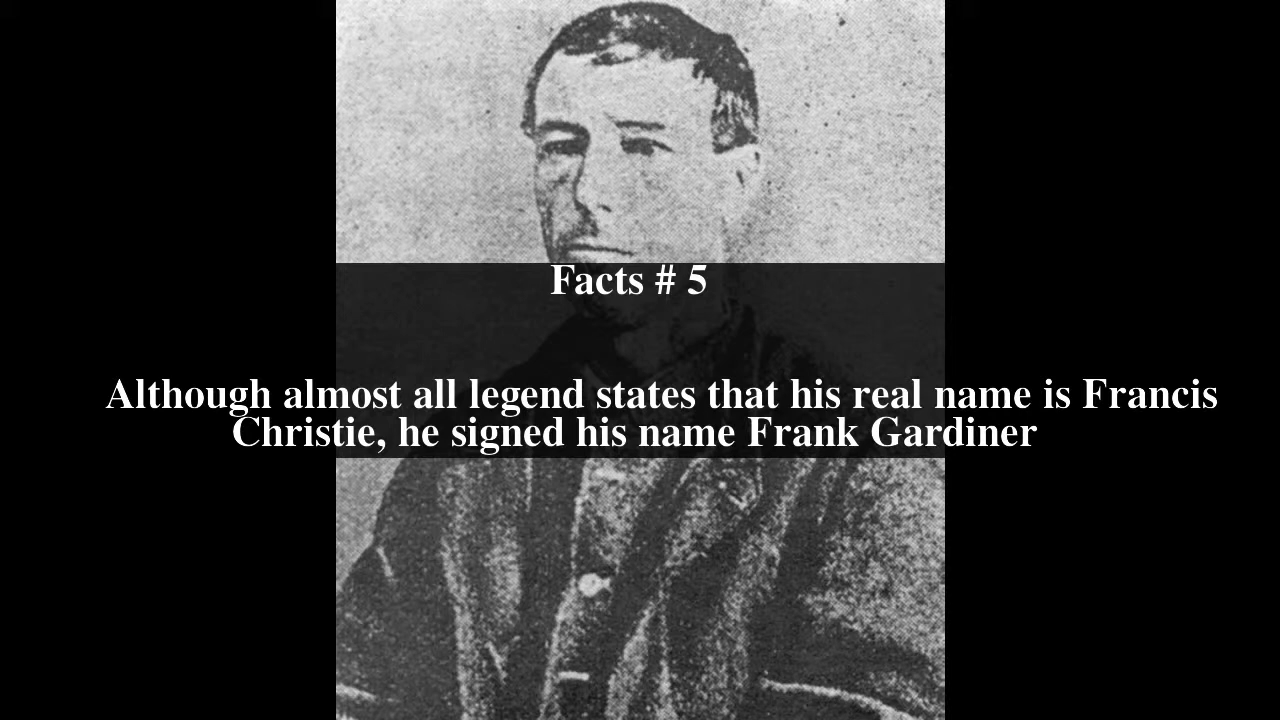 Facts # 5
Although almost all legend states that his real name is Francis
Christie, he signed his name Frank Gardiner